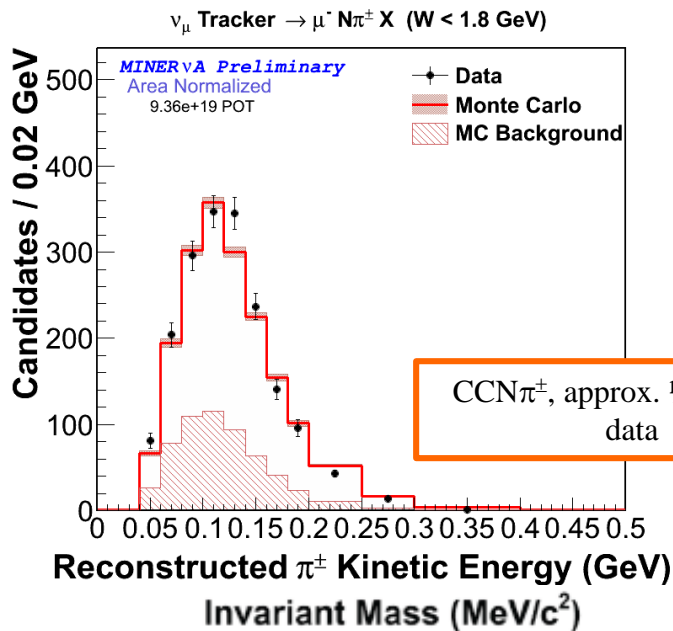 ν_μ Tracker → μ⁻ Nπ± X (W < 1.8 GeV)
MINERνA Preliminary
Area Normalized
9.36e+19 POT
Data
Monte Carlo
MC Background
Candidates / 0.02 GeV
500
400
300
200
100
0
CCNπ±, approx.
data
0 0.05 0.1 0.15 0.2 0.25 0.3 0.35 0.4 0.45 0.5
Reconstructed π± Kinetic Energy (GeV)
Invariant Mass (MeV/c²)